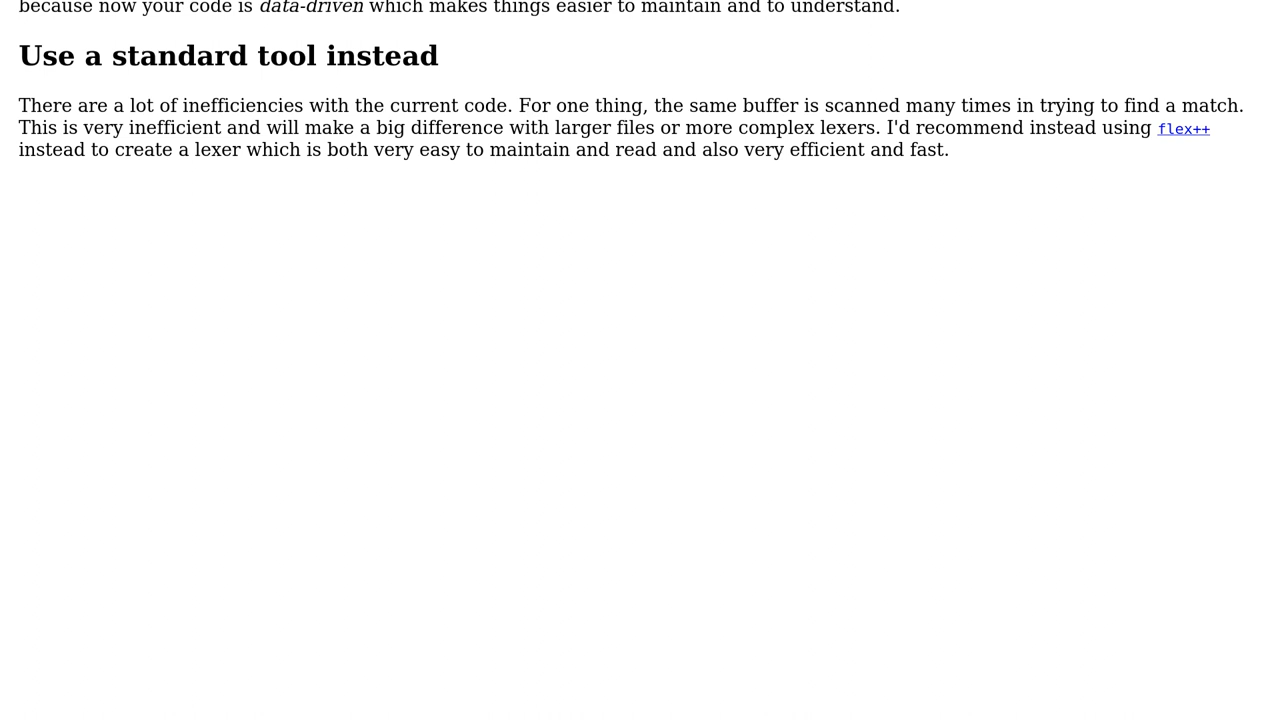 because now your code is data-driven which makes things easier to maintain and to understand.
Use a standard tool instead
There are a lot of inefficiencies with the current code. For one thing, the same buffer is scanned many times in trying to find a match.
This is very inefficient and will make a big difference with larger files or more complex lexers. I'd recommend instead using flex++
instead to create a lexer which is both very easy to maintain and read and also very efficient and fast.